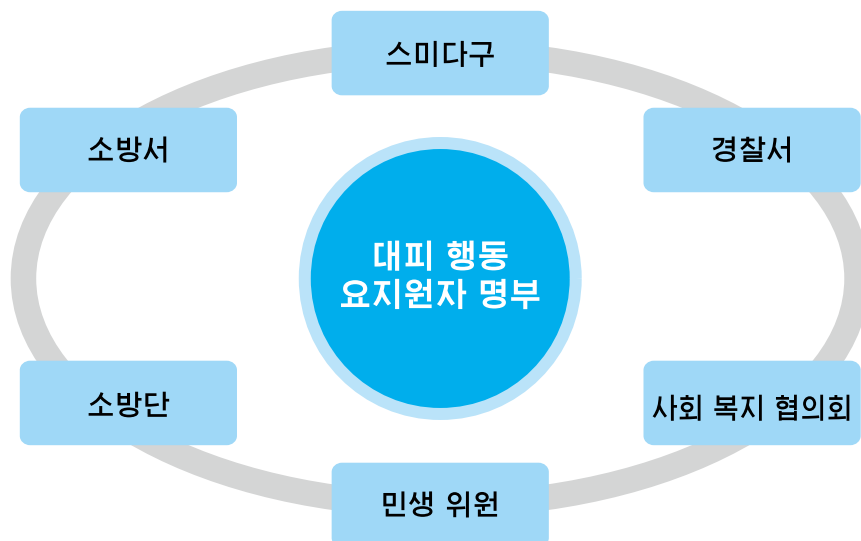 스미다구
소방서
경찰서
대피 행동
요지원자 명부
소방단
사회 복지 협의회
민생 위원